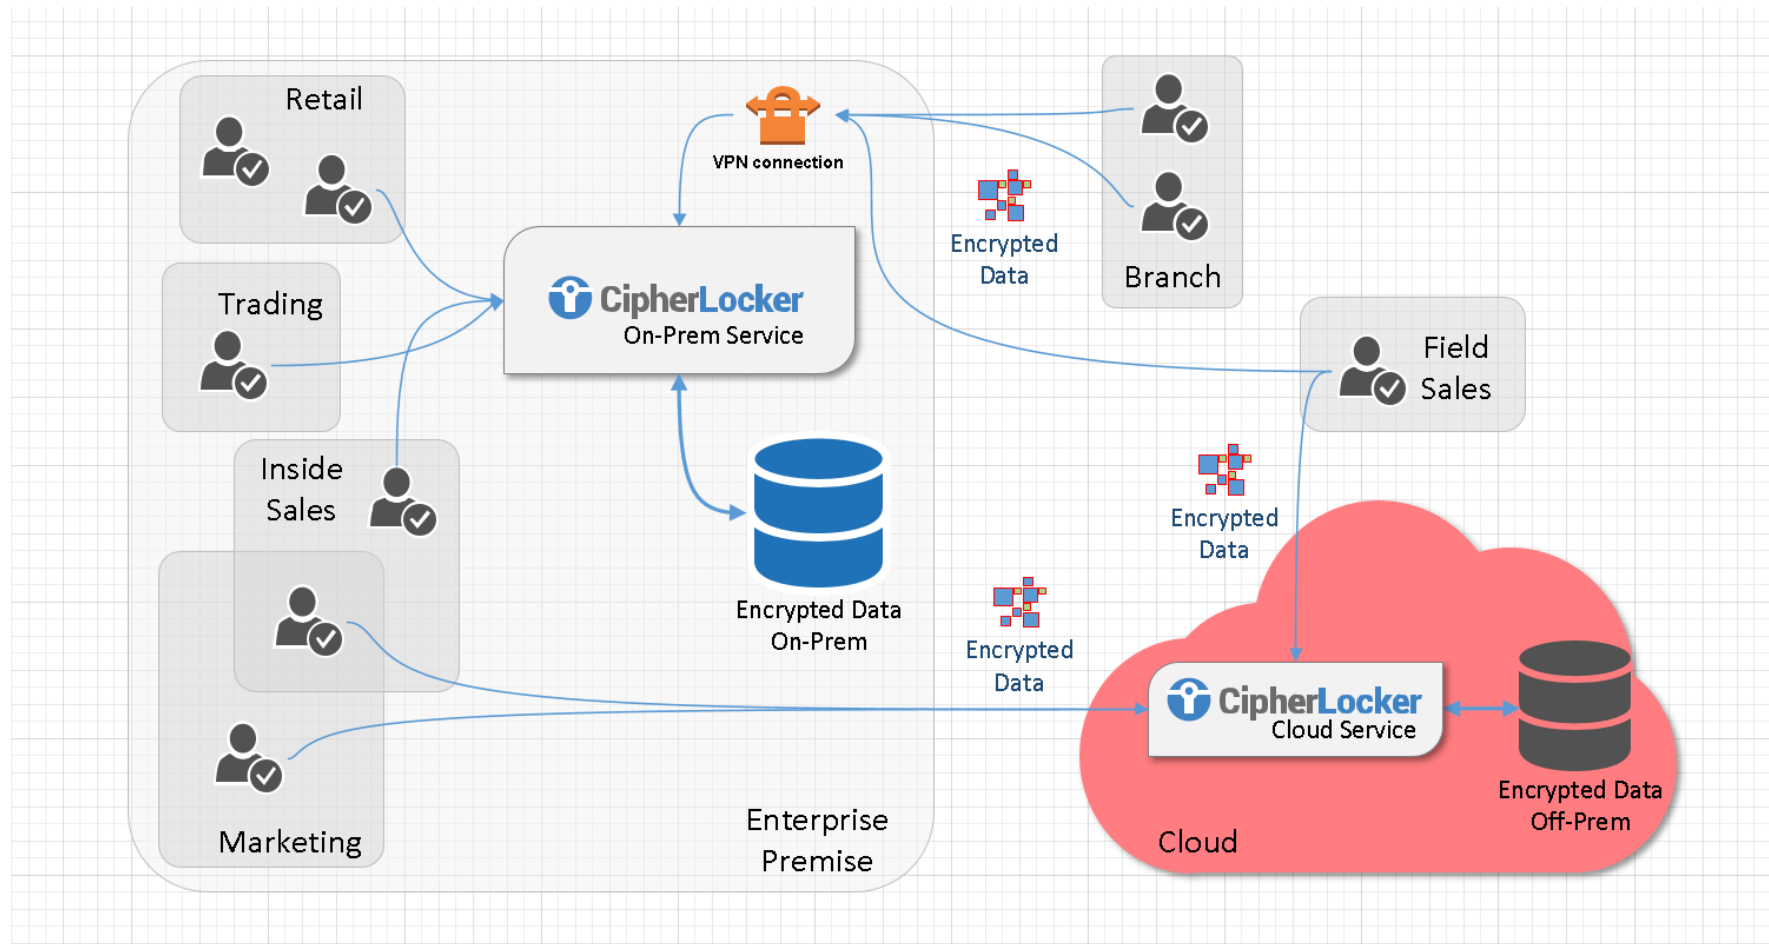 Retail
VPN connection
Encrypted
Data
Branch
Trading
CipherLocker
On-Prem Service
Field
Sales
Inside
Sales
Encrypted
Data
Encrypted Data
On-Prem
Encrypted
Data
CipherLocker
Cloud Service
Encrypted Data
Off-Prem
Marketing
Enterprise
Premise
Cloud